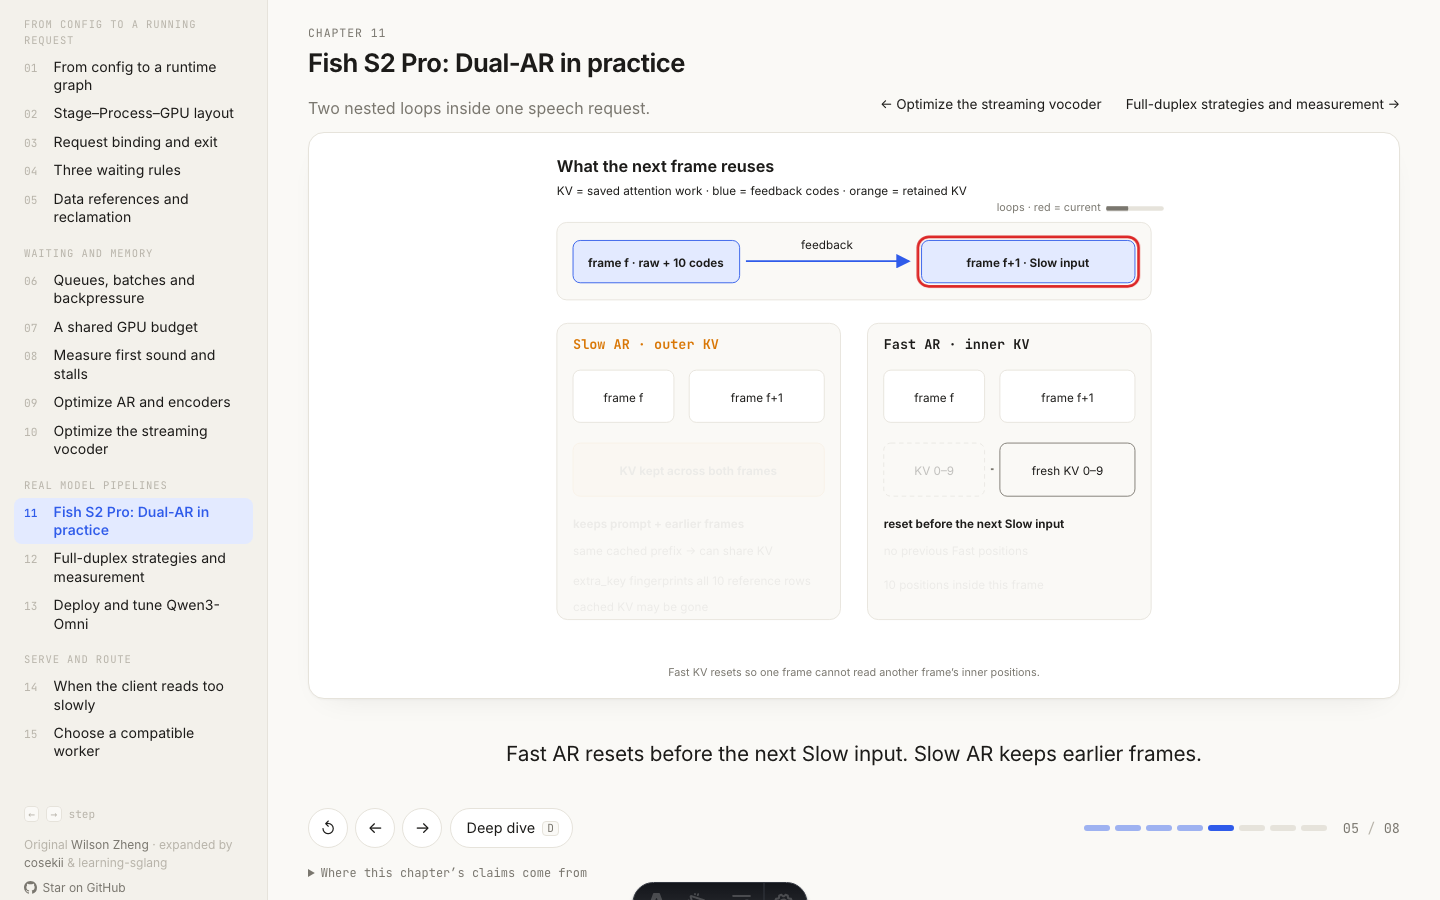 FROM CONFIG TO A RUNNING
REQUEST
01 From config to a runtime
graph
02 Stage–Process–GPU layout
03 Request binding and exit
04 Three waiting rules
05 Data references and
reclamation
WAITING AND MEMORY
06 Queues, batches and
backpressure
07 A shared GPU budget
08 Measure first sound and
stalls
09 Optimize AR and encoders
10 Optimize the streaming
vocoder
REAL MODEL PIPELINES
11 Fish S2 Pro: Dual-AR in
practice
12 Full-duplex strategies and
measurement
13 Deploy and tune Qwen3-
Omni
SERVE AND ROUTE
14 When the client reads too
slowly
15 Choose a compatible
worker
← → step
Original Wilson Zheng · expanded by
cosekii & learning-sglang
Star on GitHub
CHAPTER 11
Fish S2 Pro: Dual-AR in practice
Two nested loops inside one speech request.
← Optimize the streaming vocoder
Full-duplex strategies and measurement →
What the next frame reuses
KV = saved attention work · blue = feedback codes · orange = retained KV
loops · red = current
frame f · raw + 10 codes
feedback
frame f+1 · Slow input
Slow AR · outer KV
frame f
frame f+1
KV kept across both frames
keeps prompt + earlier frames
same cached prefix → can share KV
extra_key fingerprints all 10 reference rows
cached KV may be gone
Fast AR · inner KV
frame f
frame f+1
KV 0–9
fresh KV 0–9
reset before the next Slow input
no previous Fast positions
10 positions inside this frame
Fast KV resets so one frame cannot read another frame's inner positions.
Fast AR resets before the next Slow input. Slow AR keeps earlier frames.
Deep dive D
05 / 08
▶ Where this chapter's claims come from